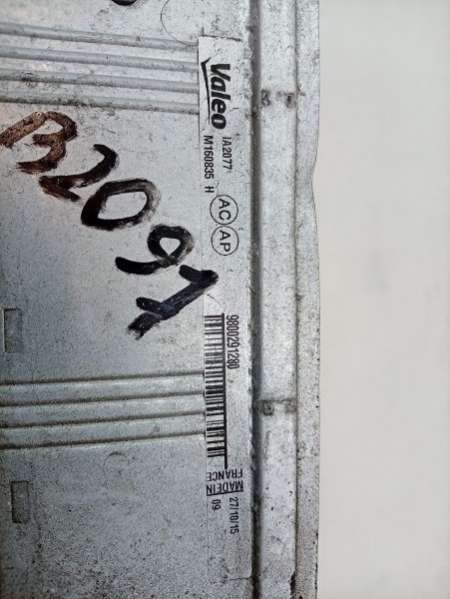 Valeo
IA2077
M160835 H
AC AP
9800291280
MADE IN
FRANCE
27/10/15
09
B2091